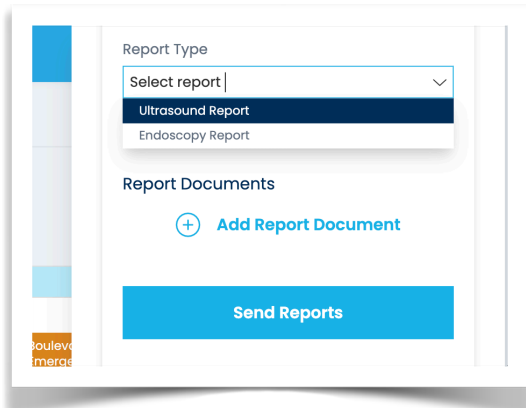 Report Type
Select report
Ultrasound Report
Endoscopy Report
Report Documents
Add Report Document
Send Reports